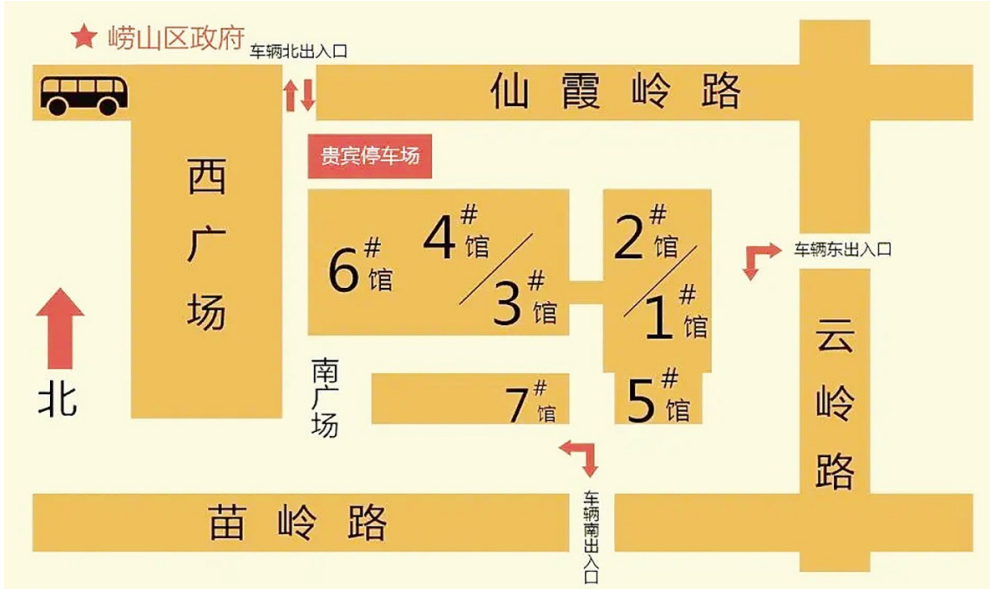 崂山区政府
车辆北出入口
仙霞岭路
贵宾停车场
西广场
6#馆
4#馆
3#馆
2#馆
1#馆
车辆东出入口
云岭路
北
南广场
7#馆
5#馆
苗岭路
车辆南出入口